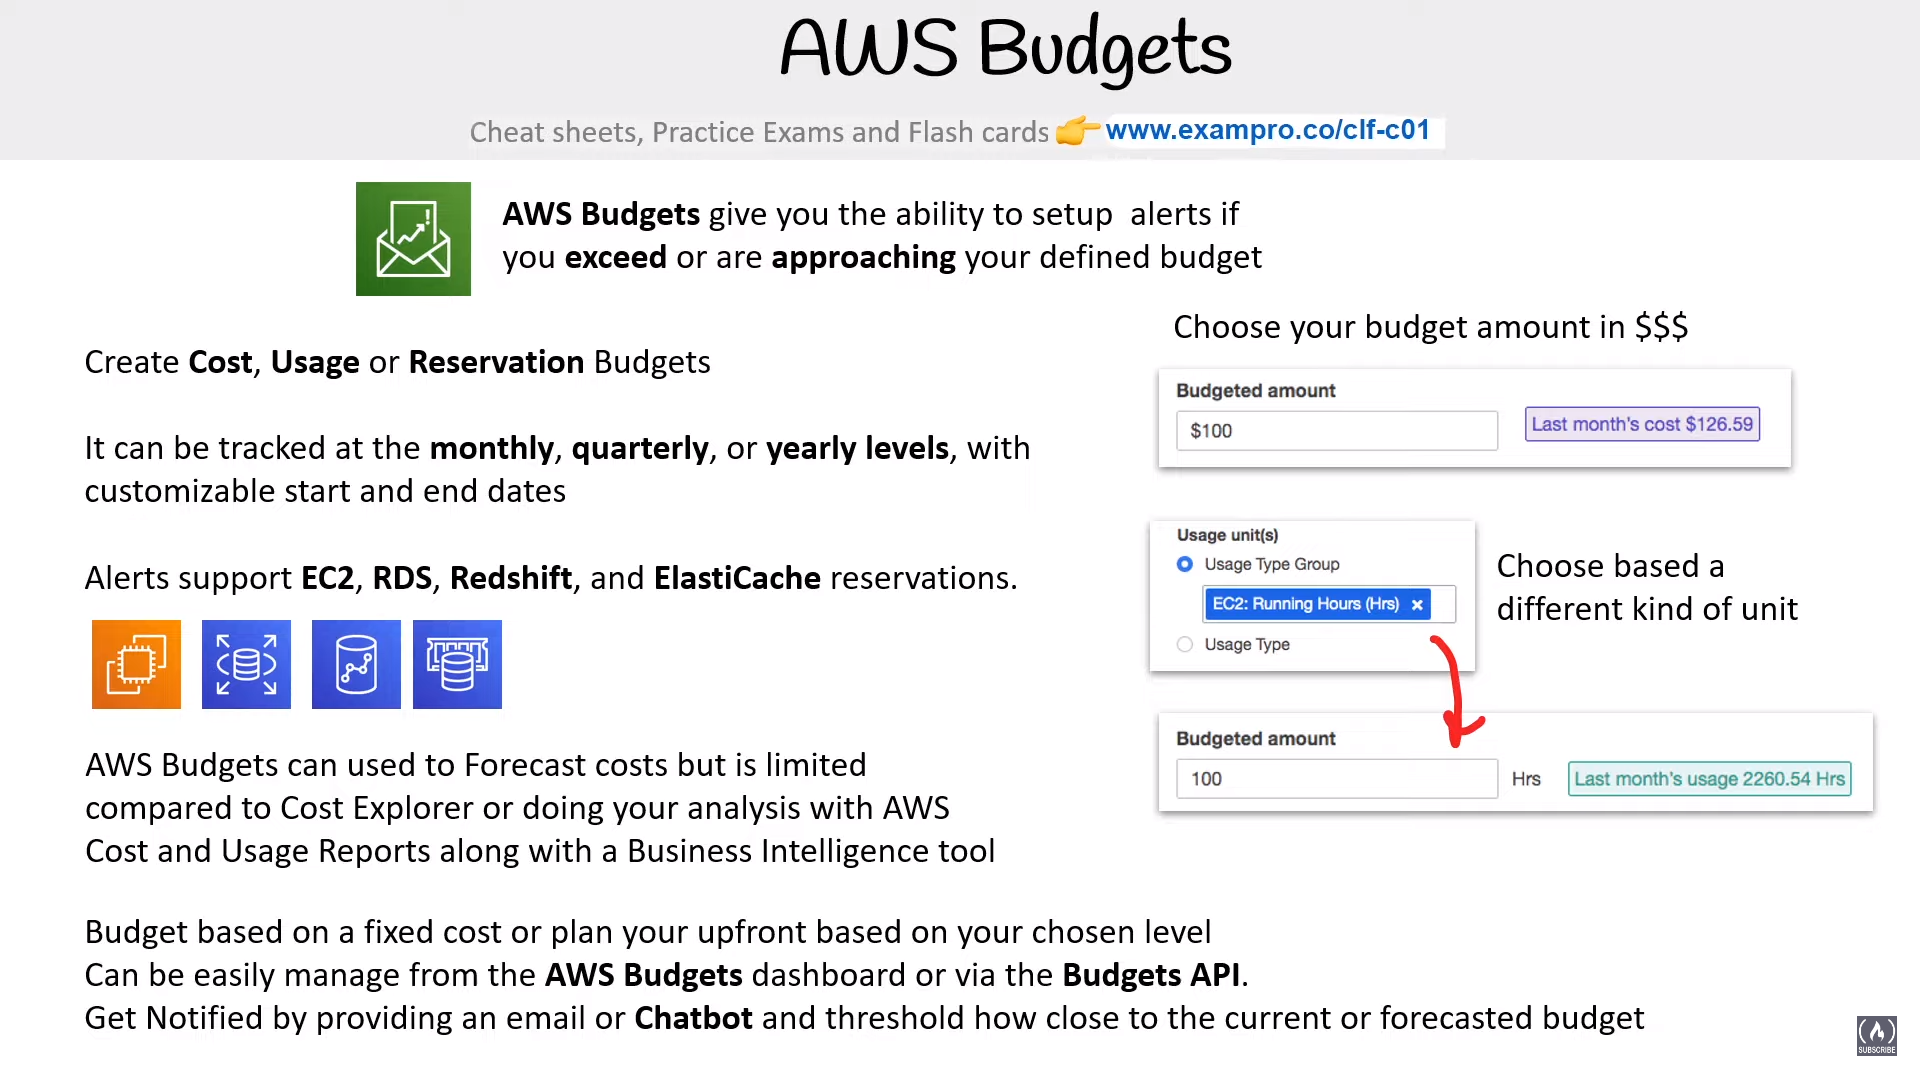 AWS Budgets
Cheat sheets, Practice Exams and Flash cards 👉 www.exampro.co/clf-c01
AWS Budgets give you the ability to setup alerts if
you exceed or are approaching your defined budget
Create Cost, Usage or Reservation Budgets
It can be tracked at the monthly, quarterly, or yearly levels, with
customizable start and end dates
Alerts support EC2, RDS, Redshift, and ElastiCache reservations.
AWS Budgets can used to Forecast costs but is limited
compared to Cost Explorer or doing your analysis with AWS
Cost and Usage Reports along with a Business Intelligence tool
Choose your budget amount in $$$
Budgeted amount
$100
Last month's cost $126.59
Usage unit(s)
Usage Type Group
EC2: Running Hours (Hrs) ×
Usage Type
Choose based a
different kind of unit
Budgeted amount
100 Hrs
Last month's usage 2260.54 Hrs
Budget based on a fixed cost or plan your upfront based on your chosen level
Can be easily manage from the AWS Budgets dashboard or via the Budgets API.
Get Notified by providing an email or Chatbot and threshold how close to the current or forecasted budget
SUBSCRIBE